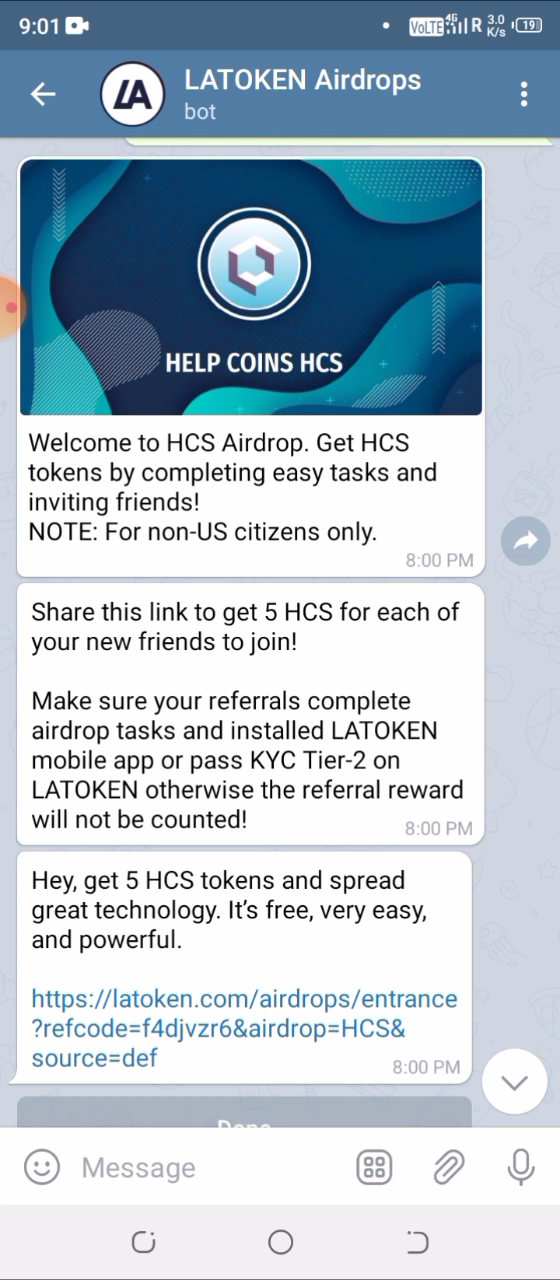 9:01
VoLTE 4G R 3.0 K/s 19
LATOKEN Airdrops
LA
bot
HELP COINS HCS
Welcome to HCS Airdrop. Get HCS
tokens by completing easy tasks and
inviting friends!
NOTE: For non-US citizens only.
8:00 PM
Share this link to get 5 HCS for each of
your new friends to join!
Make sure your referrals complete
airdrop tasks and installed LATOKEN
mobile app or pass KYC Tier-2 on
LATOKEN otherwise the referral reward
will not be counted!
8:00 PM
Hey, get 5 HCS tokens and spread
great technology. It’s free, very easy,
and powerful.
https://latoken.com/airdrops/entrance
?refcode=f4djvzr6&airdrop=HCS&
source=def
8:00 PM
Done
Message